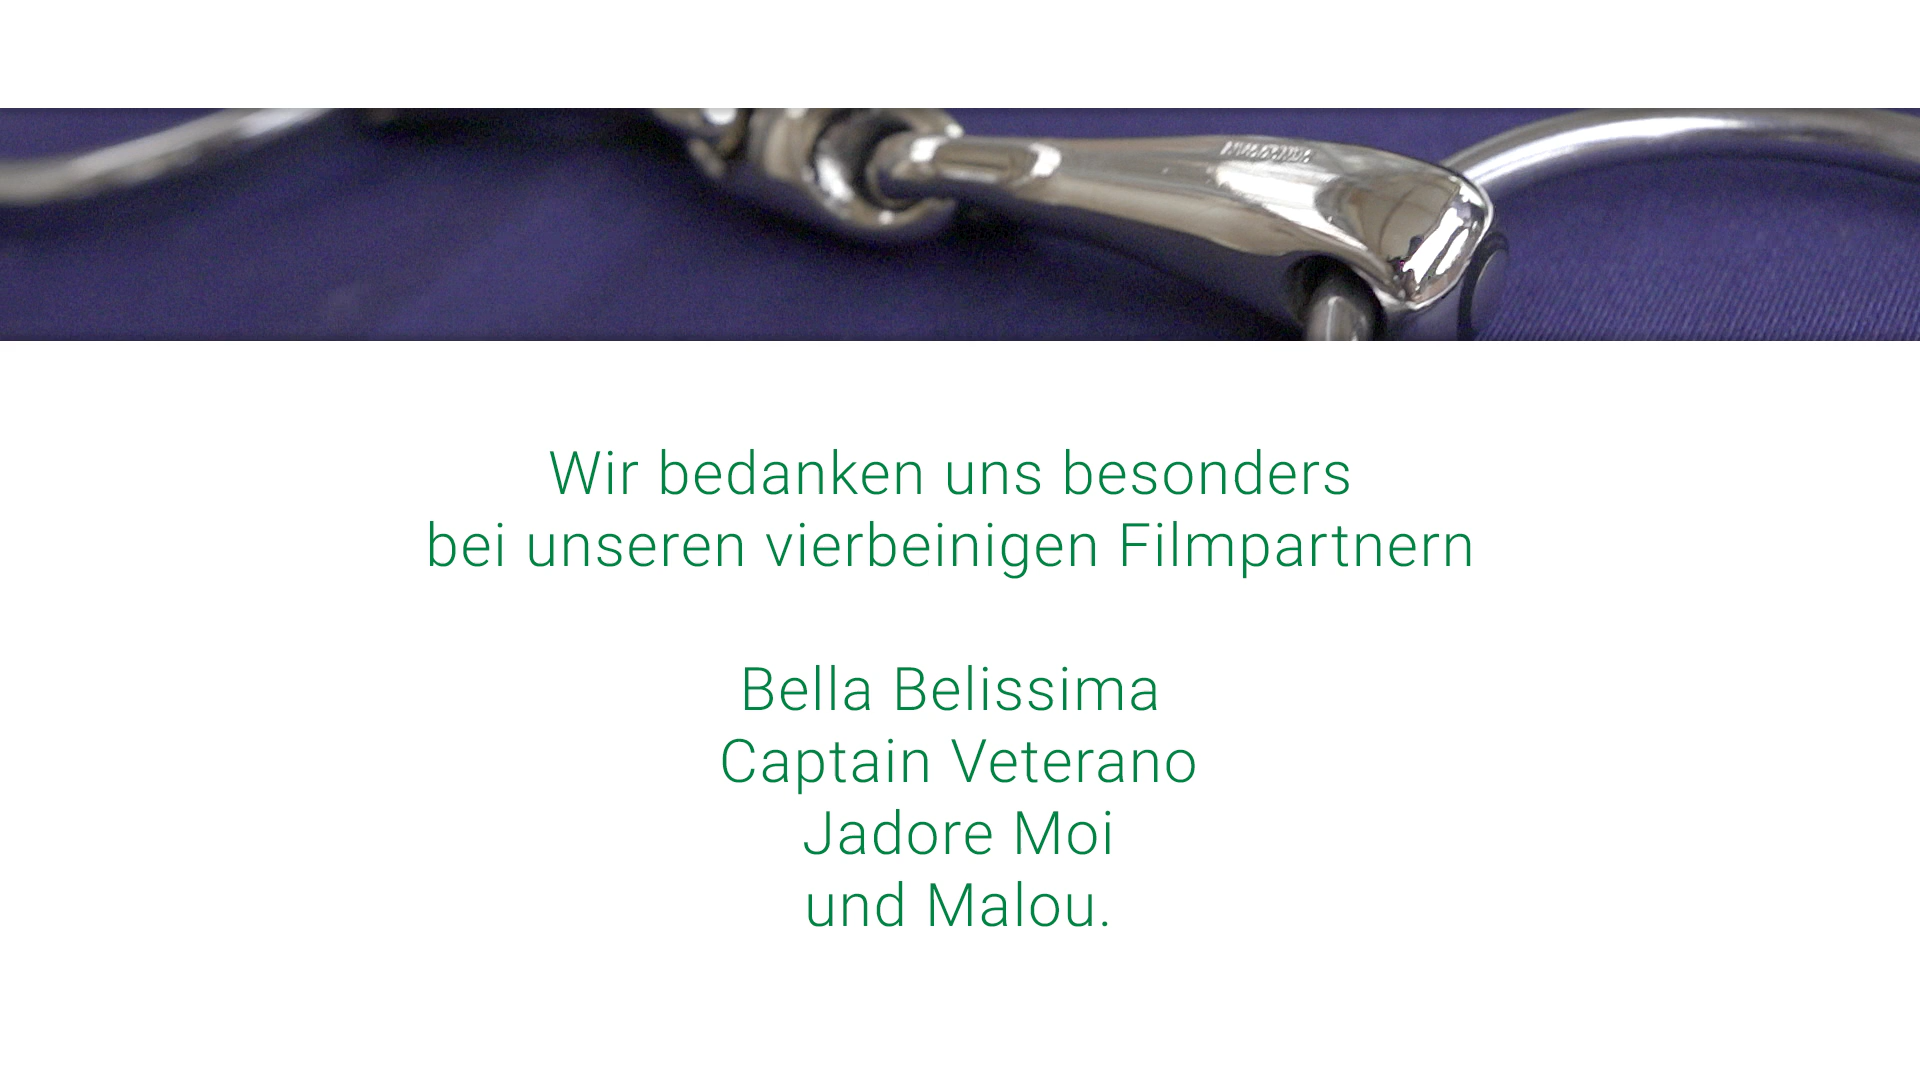 Wir bedanken uns besonders
bei unseren vierbeinigen Filmpartnern
Bella Belissima
Captain Veterano
Jadore Moi
und Malou.